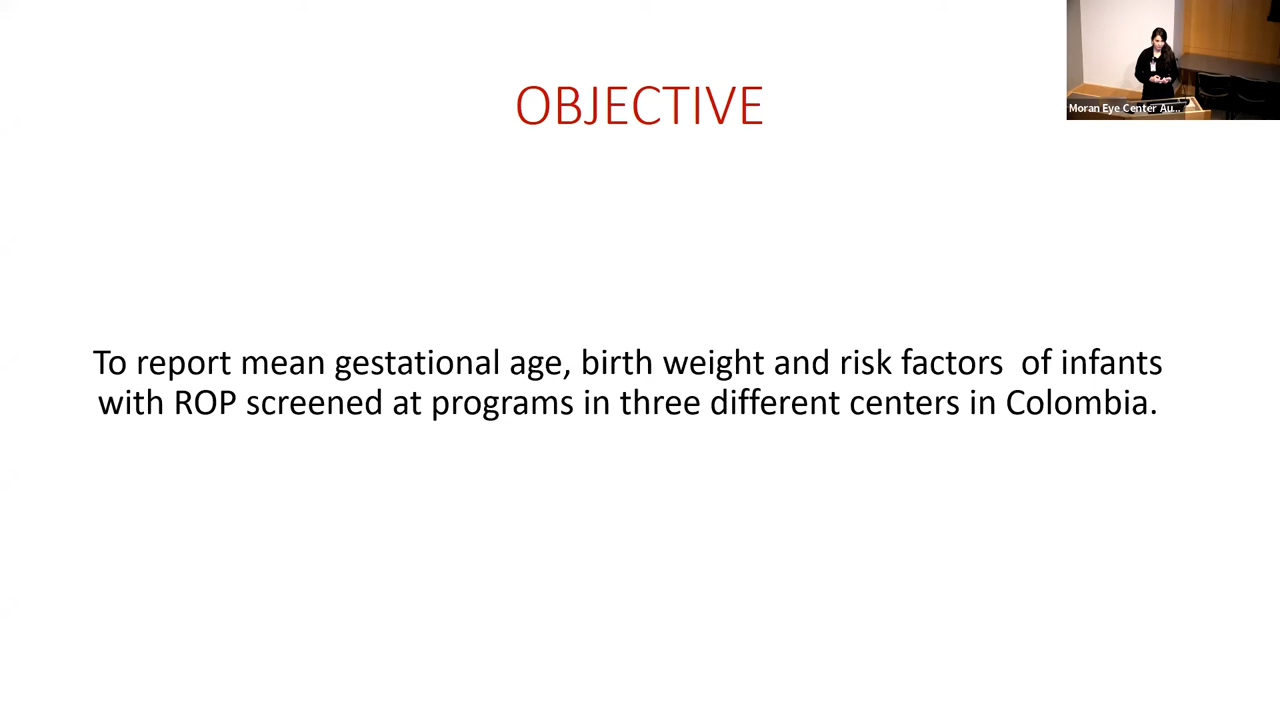 OBJECTIVE
Moran Eye Center Au...
To report mean gestational age, birth weight and risk factors  of infants
with ROP screened at programs in three different centers in Colombia.